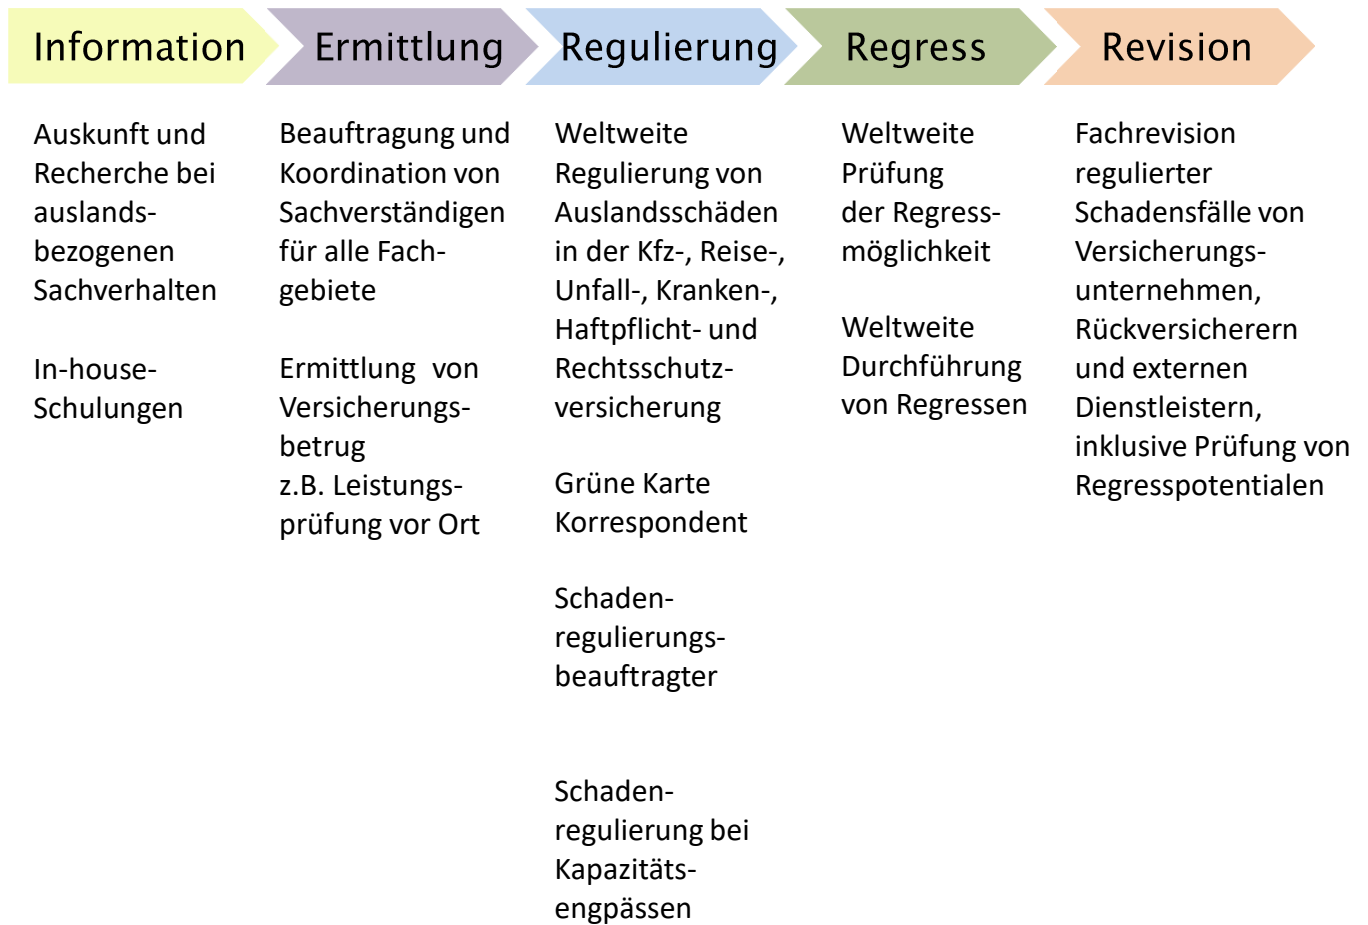 Information
Ermittlung
Regulierung
Regress
Revision
Auskunft und
Recherche bei
auslands-
bezogenen
Sachverhalten
In-house-
Schulungen
Beauftragung und
Koordination von
Sachverständigen
für alle Fach-
gebiete
Ermittlung von
Versicherungs-
betrug
z.B. Leistungs-
prüfung vor Ort
Weltweite
Regulierung von
Auslandsschäden
in der Kfz-, Reise-,
Unfall-, Kranken-,
Haftpflicht- und
Rechtsschutz-
versicherung
Grüne Karte
Korrespondent
Schaden-
regulierungs-
beauftragter
Schaden-
regulierung bei
Kapazitäts-
engpässen
Weltweite
Prüfung
der Regress-
möglichkeit
Weltweite
Durchführung
von Regressen
Fachrevision
regulierter
Schadensfälle von
Versicherungs-
unternehmen,
Rückversicherern
und externen
Dienstleistern,
inklusive Prüfung von
Regresspotentialen